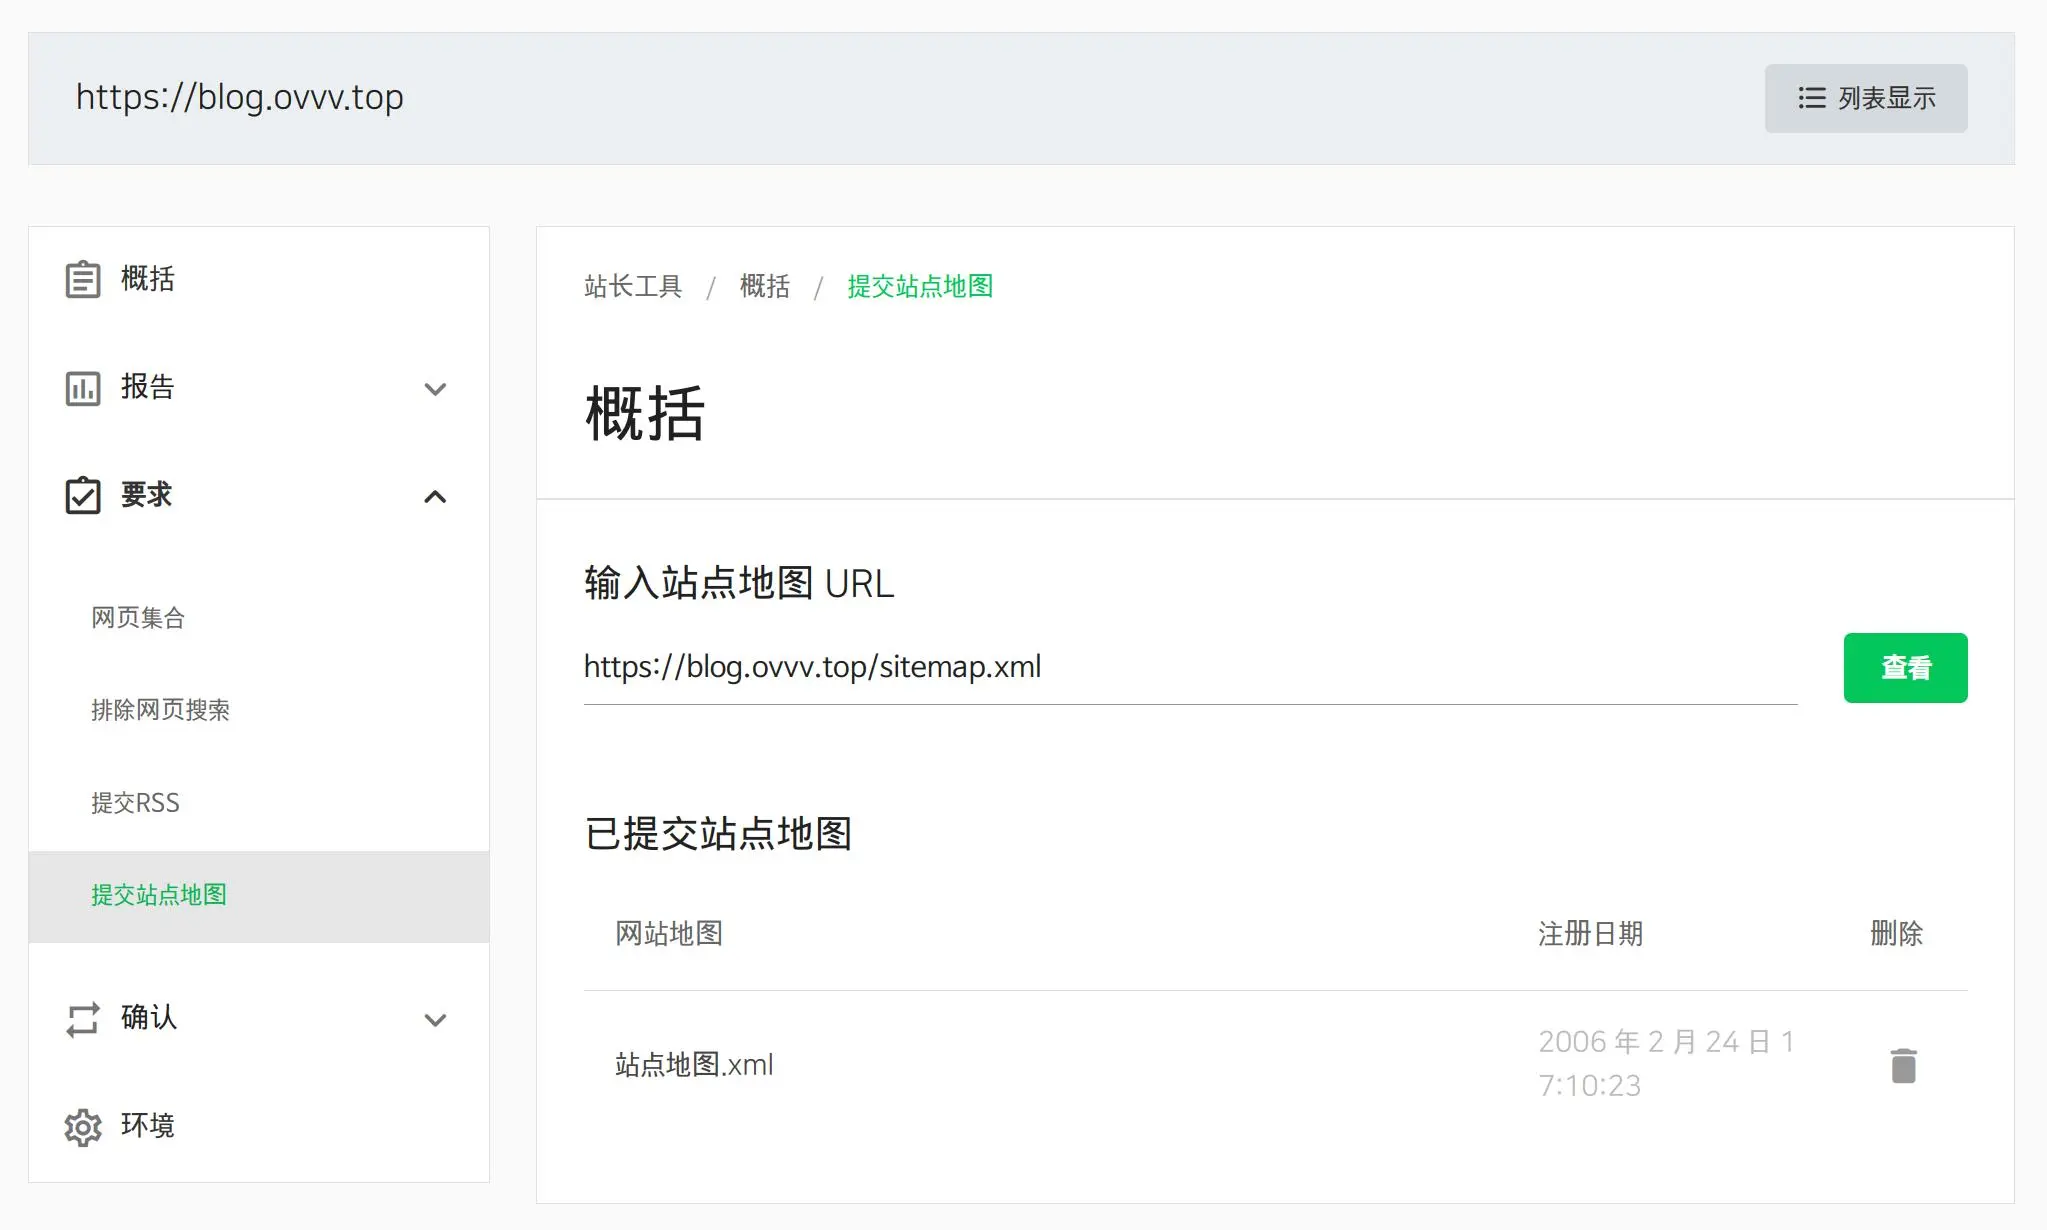 https://blog.ovvv.top
列表显示
概括
报告
要求
网页集合
排除网页搜索
提交RSS
提交站点地图
确认
环境
站长工具 / 概括 / 提交站点地图
概括
输入站点地图 URL
https://blog.ovvv.top/sitemap.xml
查看
已提交站点地图
网站地图 注册日期 删除
站点地图.xml
2006 年 2 月 24 日 1
7:10:23